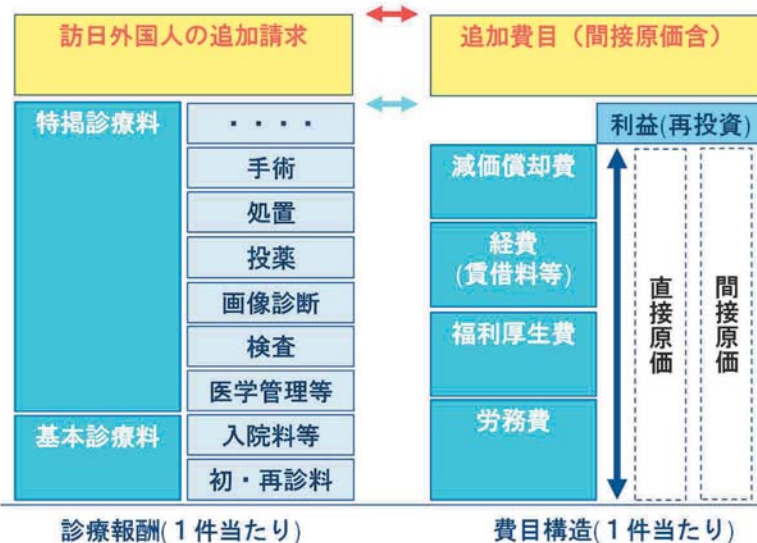 訪日外国人の追加請求
追加費目（間接原価含）
特掲診療料
・・・・
手術
処置
投薬
画像診断
検査
医学管理等
基本診療料
入院料等
初・再診料
診療報酬(１件当たり)
利益(再投資)
減価償却費
経費
(賃借料等)
福利厚生費
労務費
直接原価
間接原価
費目構造(１件当たり)